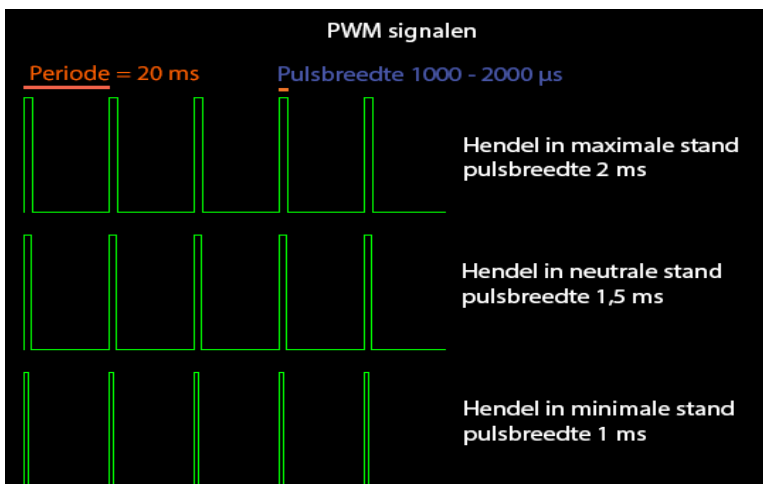 PWM signalen
Periode = 20 ms
Pulsbreedte 1000 - 2000 µs
Hendel in maximale stand
pulsbreedte 2 ms
Hendel in neutrale stand
pulsbreedte 1,5 ms
Hendel in minimale stand
pulsbreedte 1 ms